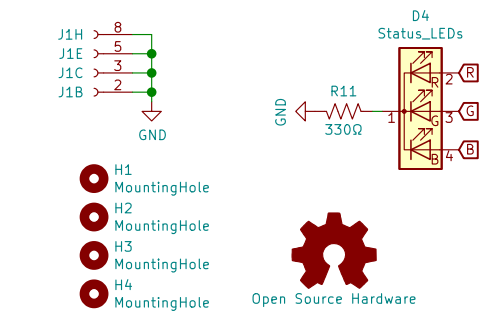 J1H 8
J1E 5
J1C 3
J1B 2
GND
D4
Status_LEDs
R 2 R
GND
R11
330Ω
1
G 3 G
B 4 B
H1
MountingHole
H2
MountingHole
H3
MountingHole
H4
MountingHole
Open Source Hardware